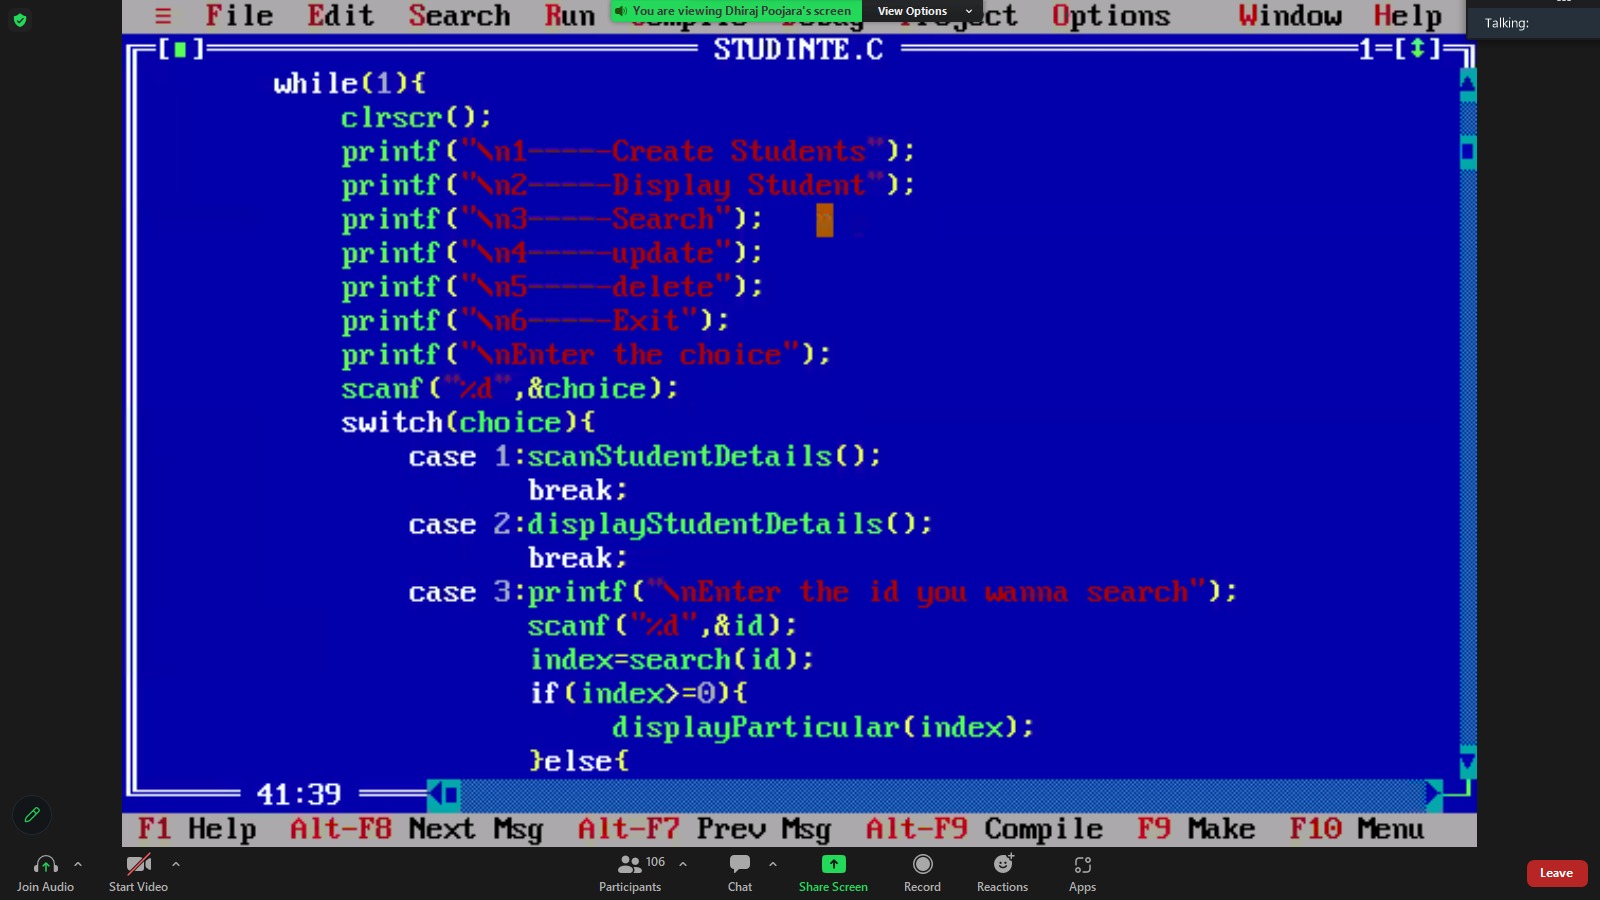 File Edit Search Run Compile Debug Project Options Window Help
You are viewing Dhiraj Poojara's screen View Options
Talking:
STUDINTE.C 1
while(1){
clrscr();
printf("\n1-----Create Students");
printf("\n2-----Display Student");
printf("\n3-----Search");
printf("\n4-----update");
printf("\n5-----delete");
printf("\n6-----Exit");
printf("\nEnter the choice");
scanf("%d",&choice);
switch(choice){
case 1:scanStudentDetails();
break;
case 2:displayStudentDetails();
break;
case 3:printf("\nEnter the id you wanna search");
scanf("%d",&id);
index=search(id);
if(index>=0){
displayParticular(index);
}else{
41:39
F1 Help Alt-F8 Next Msg Alt-F7 Prev Msg Alt-F9 Compile F9 Make F10 Menu
106
Join Audio Start Video Participants Chat Share Screen Record Reactions Apps Leave